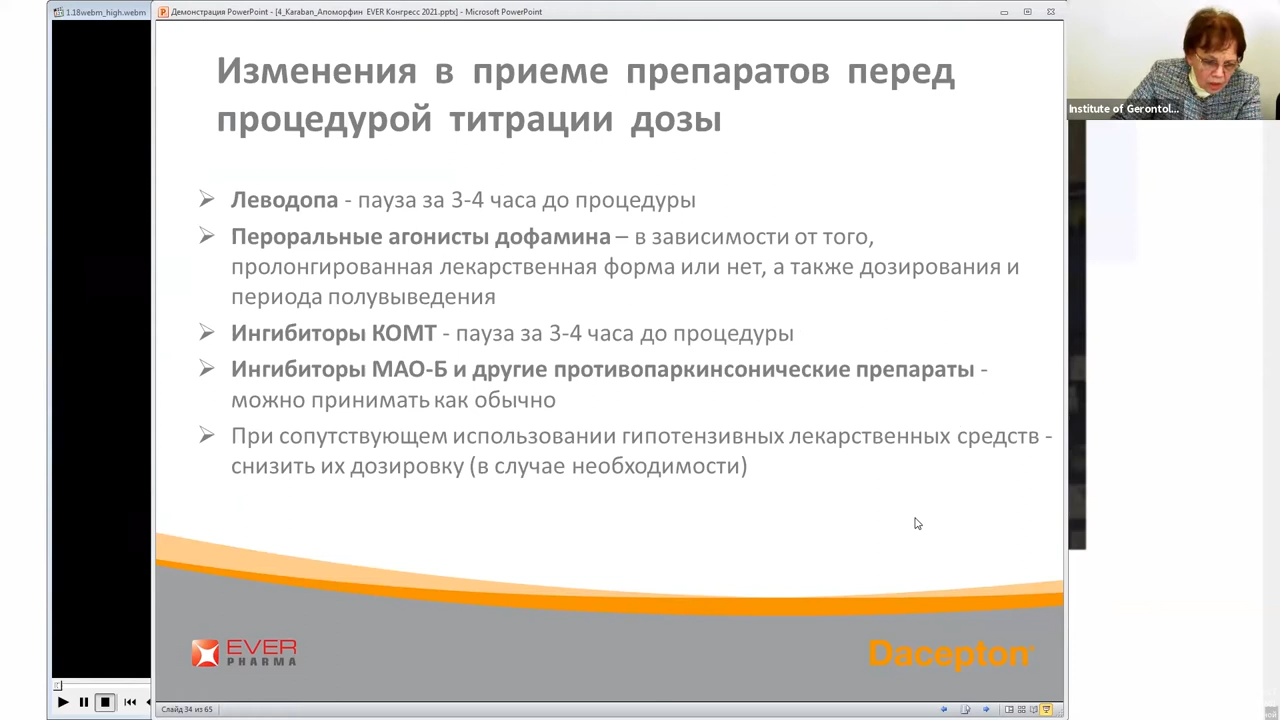 1.18webm_high.webm
Демонстрация PowerPoint - [4_Karaban_Апоморфин EVER Конгресс 2021.pptx] - Microsoft PowerPoint
Изменения в приеме препаратов перед
процедурой титрации дозы
Institute of Gerontol...
Леводопа - пауза за 3-4 часа до процедуры
Пероральные агонисты дофамина – в зависимости от того,
пролонгированная лекарственная форма или нет, а также дозирования и
периода полувыведения
Ингибиторы КОМТ - пауза за 3-4 часа до процедуры
Ингибиторы МАО-Б и другие противопаркинсонические препараты -
можно принимать как обычно
При сопутствующем использовании гипотензивных лекарственных средств -
снизить их дозировку (в случае необходимости)
EVER
PHARMA
Dacepton
Слайд 34 из 65